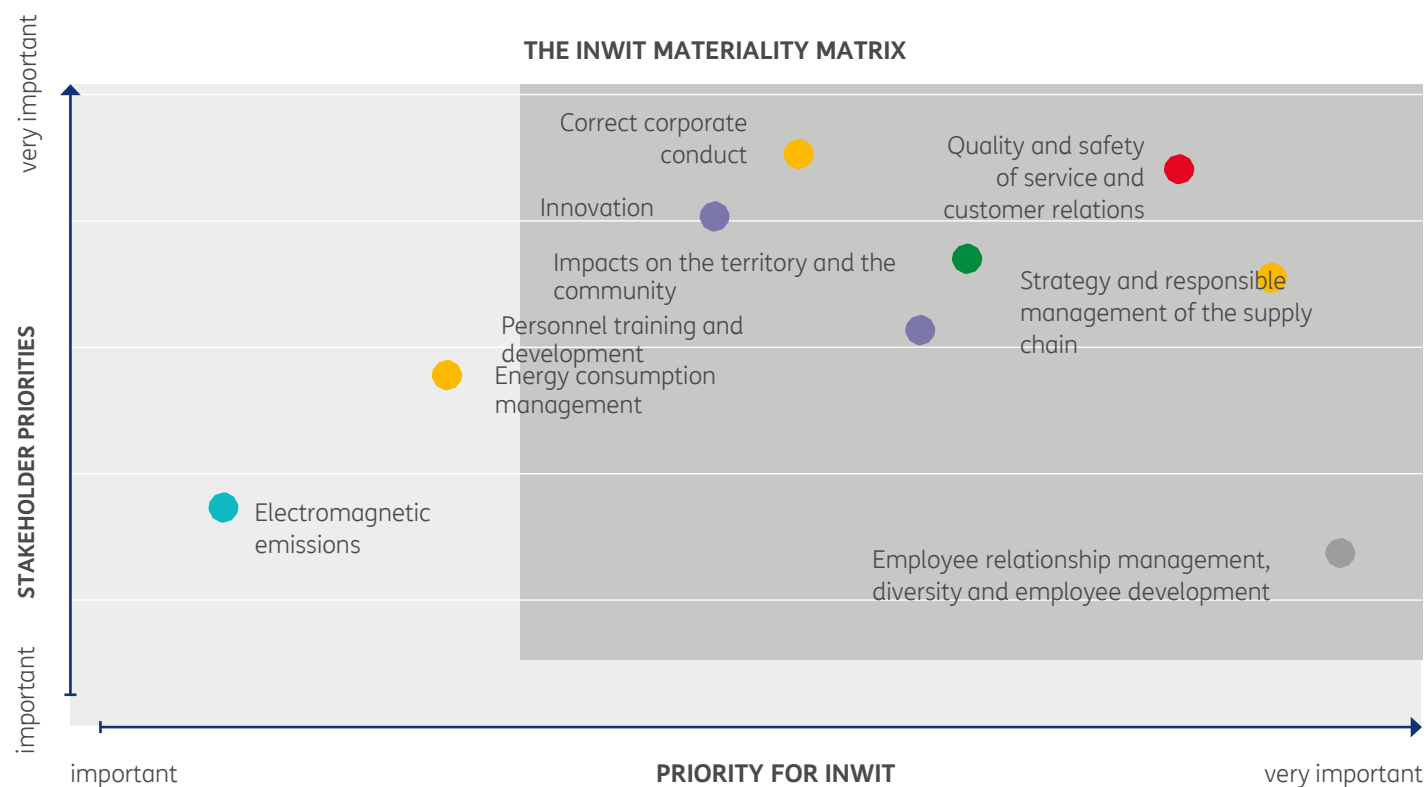 THE INWIT MATERIALITY MATRIX
very important
Correct corporate
conduct
Quality and safety
of service and
customer relations
Innovation
Impacts on the territory and the
community
Strategy and responsible
management of the supply
chain
Personnel training and
development
Energy consumption
management
STAKEHOLDER PRIORITIES
Electromagnetic
emissions
Employee relationship management,
diversity and employee development
important
important
PRIORITY FOR INWIT
very important